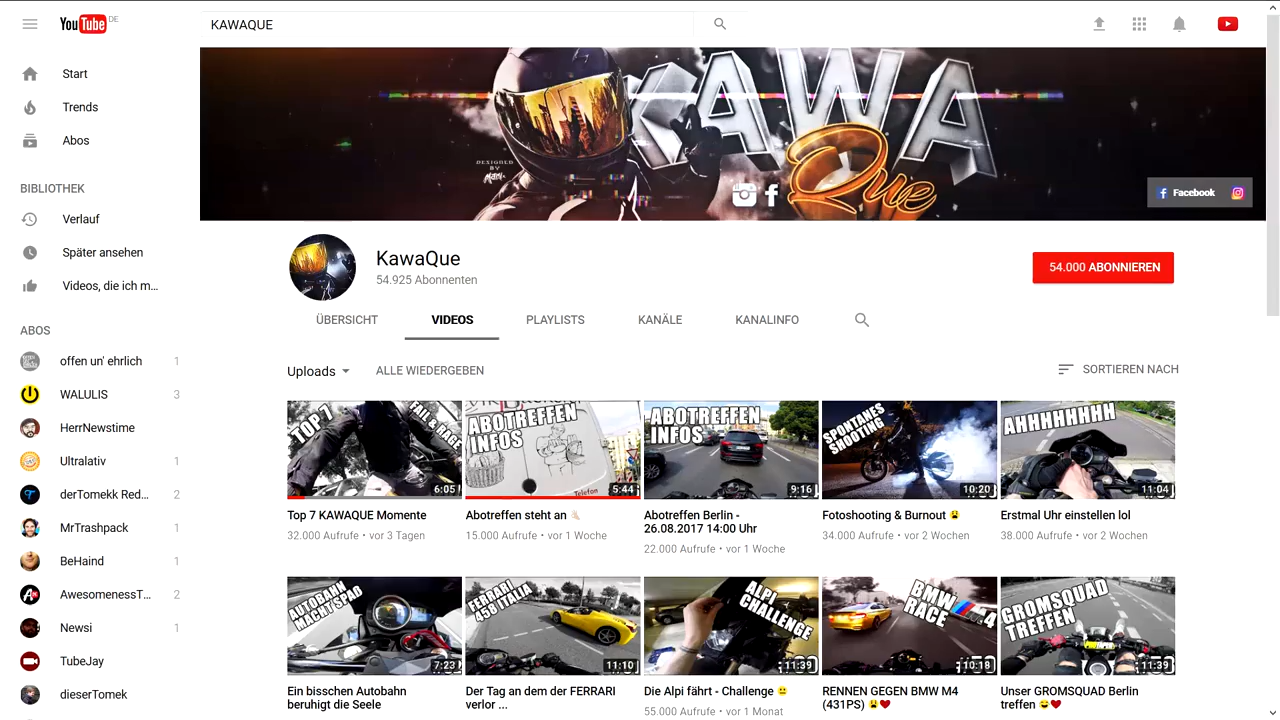 YouTube DE
KAWAQUE
Start
Trends
Abos
BIBLIOTHEK
Verlauf
Später ansehen
Videos, die ich m...
ABOS
offen un' ehrlich 1
WALULIS 3
HerrNewstime
Ultralativ 1
derTomekk Red... 2
MrTrashpack 1
BeHaind 1
AwesomenessT... 2
Newsi 1
TubeJay
dieserTomek
KAWA
Que
DESIGNED
BY
Facebook
KawaQue
54.925 Abonnenten
54.000 ABONNIEREN
ÜBERSICHT VIDEOS PLAYLISTS KANÄLE KANALINFO
Uploads ALLE WIEDERGEBEN SORTIEREN NACH
TOP 7
FAIL & RAGE
6:05
Top 7 KAWAQUE Momente
32.000 Aufrufe • vor 3 Tagen
ABOTREFFEN
INFOS
Telefon
5:44
Abotreffen steht an
15.000 Aufrufe • vor 1 Woche
ABOTREFFEN
INFOS
9:16
Abotreffen Berlin -
26.08.2017 14:00 Uhr
22.000 Aufrufe • vor 1 Woche
SPONTANES
SHOOTING
10:20
Fotoshooting & Burnout 😫
34.000 Aufrufe • vor 2 Wochen
AHHHHHHH
11:04
Erstmal Uhr einstellen lol
38.000 Aufrufe • vor 2 Wochen
AUTOBAHN
MACHT SPAO
7:23
Ein bisschen Autobahn
beruhigt die Seele
FERRARI
458 ITALIA
11:10
Der Tag an dem der FERRARI
verlor ...
ALPI
CHALLENGE
11:39
Die Alpi fährt - Challenge 😐
55.000 Aufrufe • vor 1 Monat
BMW M4
RACE
10:18
RENNEN GEGEN BMW M4
(431PS) 😫❤
GROMSQUAD
TREFFEN
11:39
Unser GROMSQUAD Berlin
treffen 😂❤